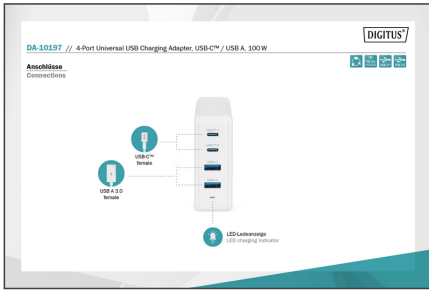 DIGITUS®
DA-10197 // 4-Port Universal USB Charging Adapter, USB-C™ / USB A, 100 W
Anschlüsse
Connections
USB-C™
female
USB A 3.0
female
LED-Ladeanzeige
LED charging indicator